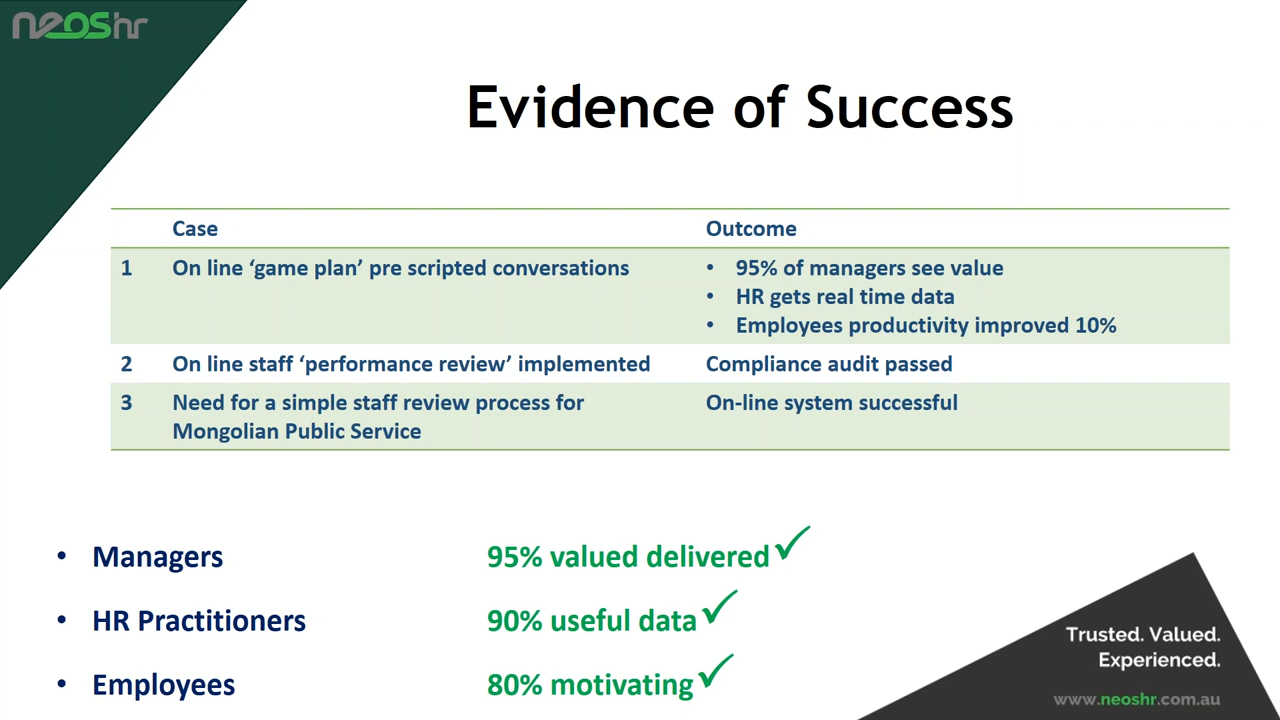 neoshr
Evidence of Success
Case Outcome
1 On line ‘game plan’ pre scripted conversations • 95% of managers see value
• HR gets real time data
• Employees productivity improved 10%
2 On line staff ‘performance review’ implemented Compliance audit passed
3 Need for a simple staff review process for On-line system successful
Mongolian Public Service
• Managers 95% valued delivered ✓
• HR Practitioners 90% useful data ✓
• Employees 80% motivating ✓
Trusted. Valued.
Experienced.
www.neoshr.com.au